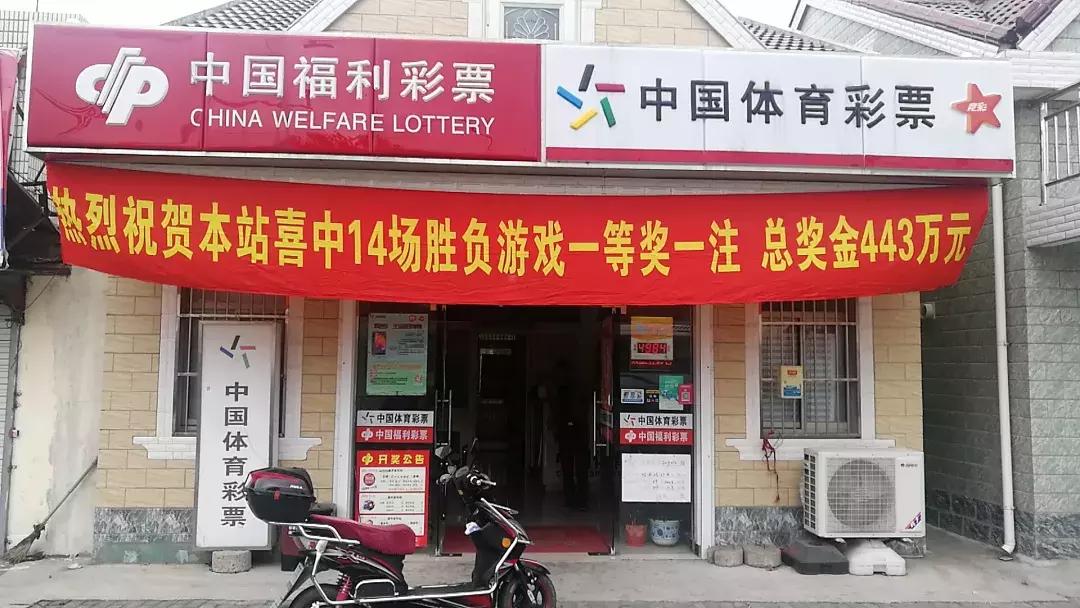 中国福利彩票
CHINA WELFARE LOTTERY
中国体育彩票
竞彩
热烈祝贺本站喜中14场胜负游戏一等奖一注 总奖金443万元
中国体育彩票
中国体育彩票
中国福利彩票
开奖公告
4984
中国体育彩票
中国福利彩票